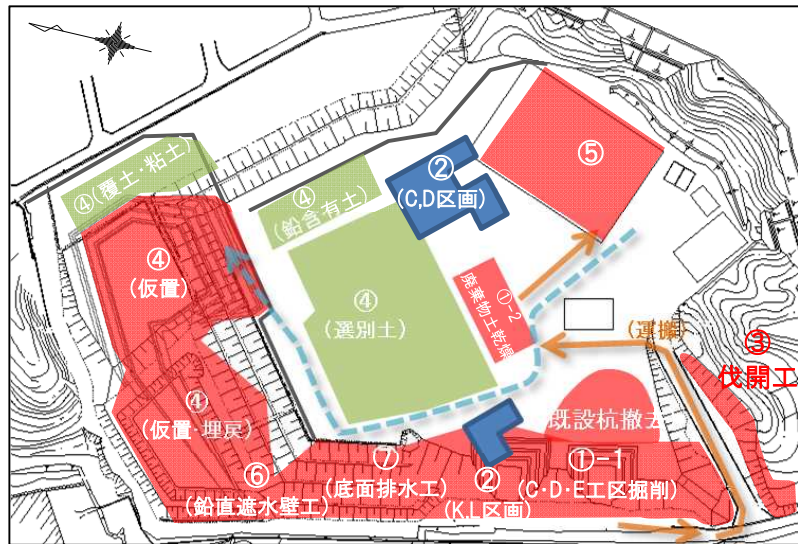 ④(覆土・粘土)
④
(鉛含有土)
②
(C,D区画)
⑤
④
(仮置)
④
(選別土)
①-2
廃棄物土乾燥
(運搬)
③
伐開工
④
(仮置・埋戻)
既設杭撤去
⑥
(鉛直遮水壁工)
⑦
(底面排水工)
②
(K,L区画)
①-1
(C・D・E工区掘削)